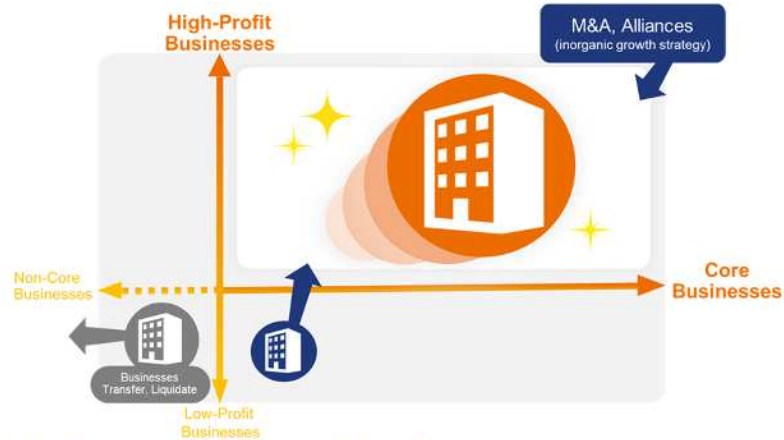 High-Profit
Businesses
M&A, Alliances
(inorganic growth strategy)
Non-Core
Businesses
Core
Businesses
Businesses
Transfer, Liquidate
Low-Profit
Businesses